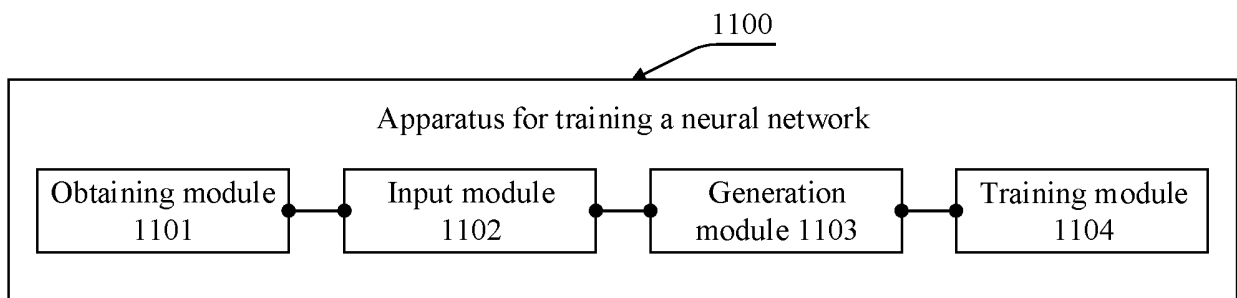 1100
Apparatus for training a neural network
Obtaining module
1101
Input module
1102
Generation
module 1103
Training module
1104